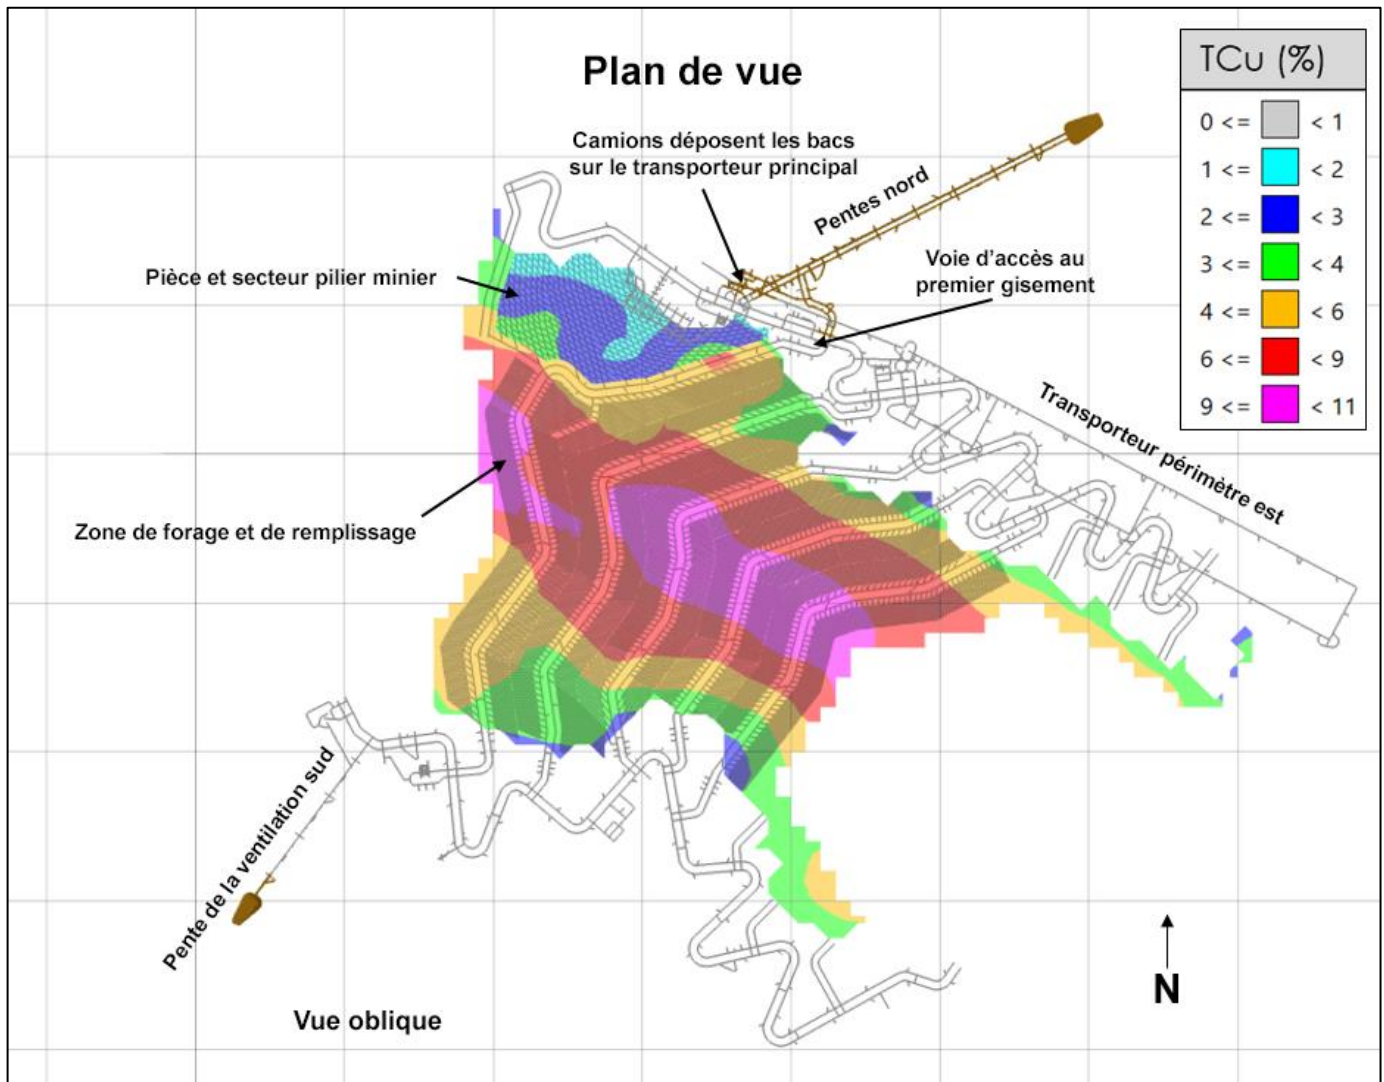 Plan de vue
TCu (%)
0 <= < 1
1 <= < 2
2 <= < 3
3 <= < 4
4 <= < 6
6 <= < 9
9 <= < 11
Camions déposent les bacs
sur le transporteur principal
Pentes nord
Voie d'accès au
premier gisement
Pièce et secteur pilier minier
Transporteur périmètre est
Zone de forage et de remplissage
Pente de la ventilation sud
N
Vue oblique